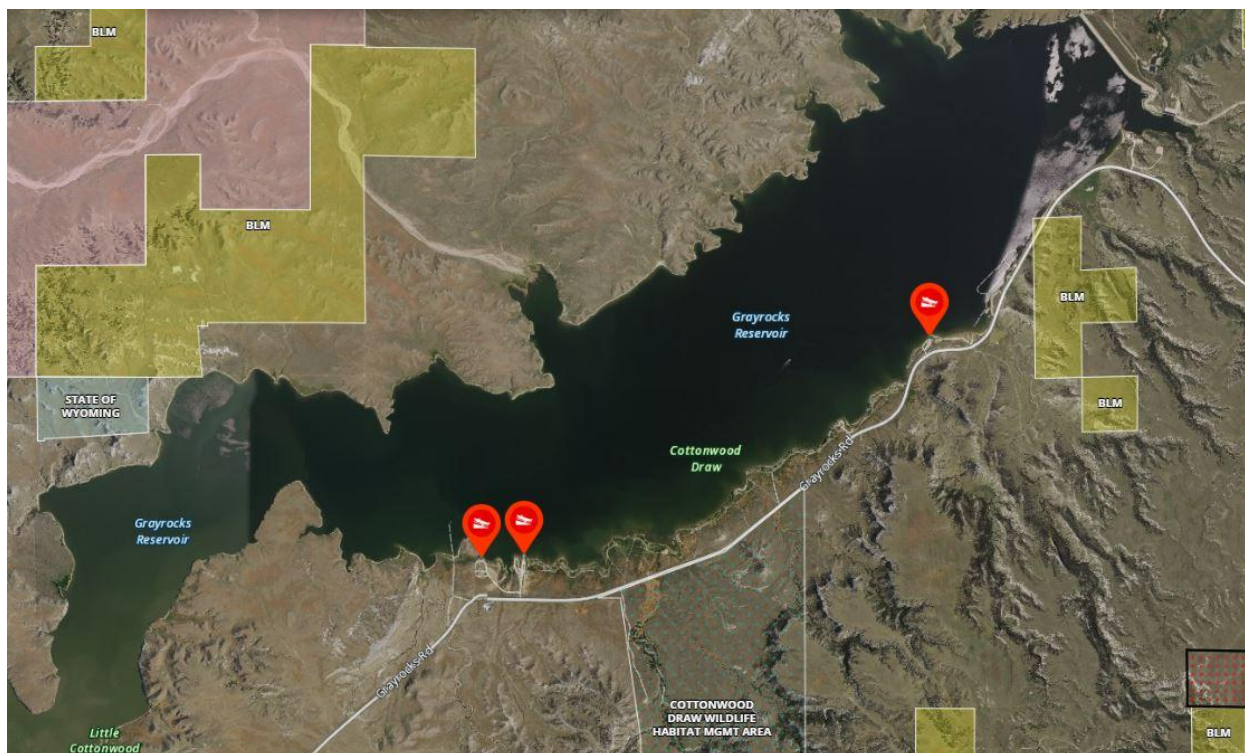 BLM
BLM
Grayrocks
Reservoir
BLM
STATE OF
WYOMING
BLM
Cottonwood
Draw
Grayrocks Rd
Grayrocks
Reservoir
Grayrocks Rd
COTTONWOOD
DRAW WILDLIFE
HABITAT MGMT AREA
Little
Cottonwood
BLM